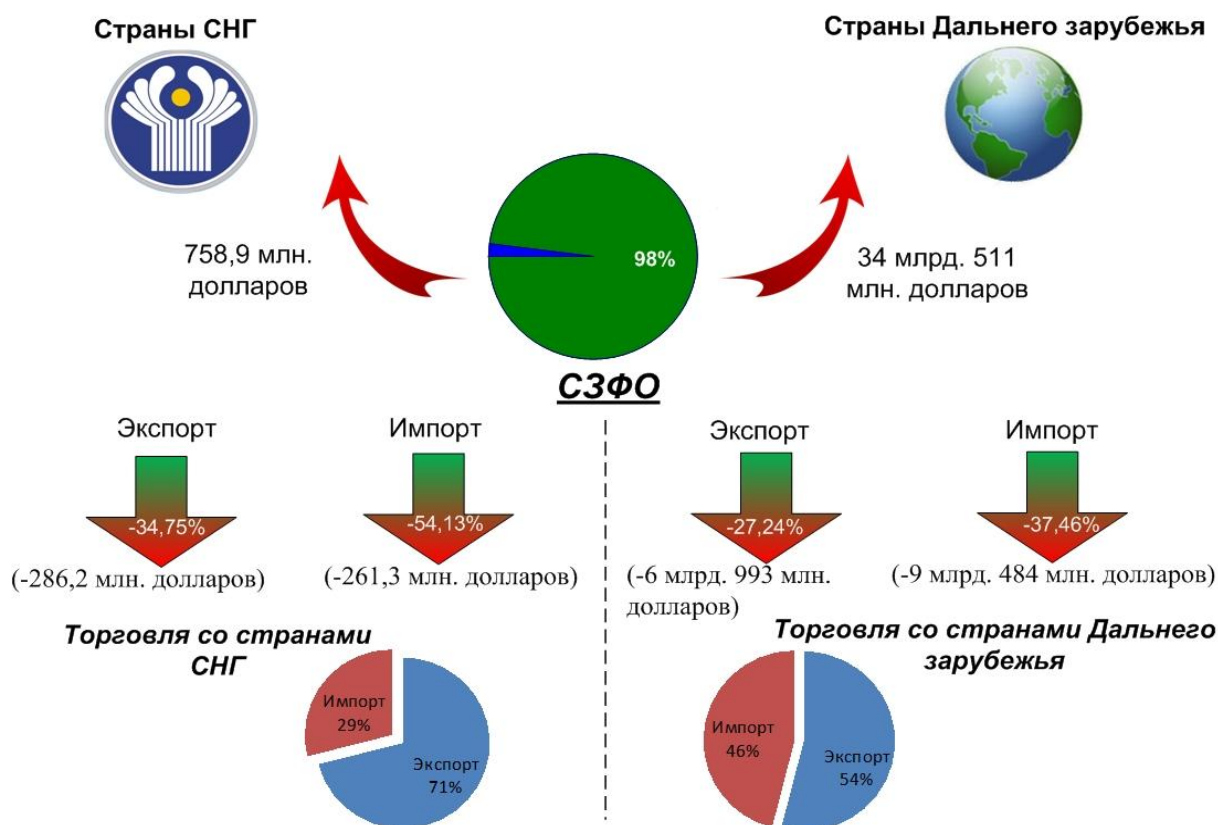 Страны СНГ
Страны Дальнего зарубежья
758,9 млн.
долларов
98%
34 млрд. 511
млн. долларов
СЗФО
Экспорт
Импорт
Экспорт
Импорт
-34,75%
-54,13%
-27,24%
-37,46%
(-286,2 млн. долларов)
(-261,3 млн. долларов)
(-6 млрд. 993 млн.
долларов)
(-9 млрд. 484 млн. долларов)
Торговля со странами
СНГ
Торговля со странами Дальнего
зарубежья
Импорт
29%
Экспорт
71%
Импорт
46%
Экспорт
54%